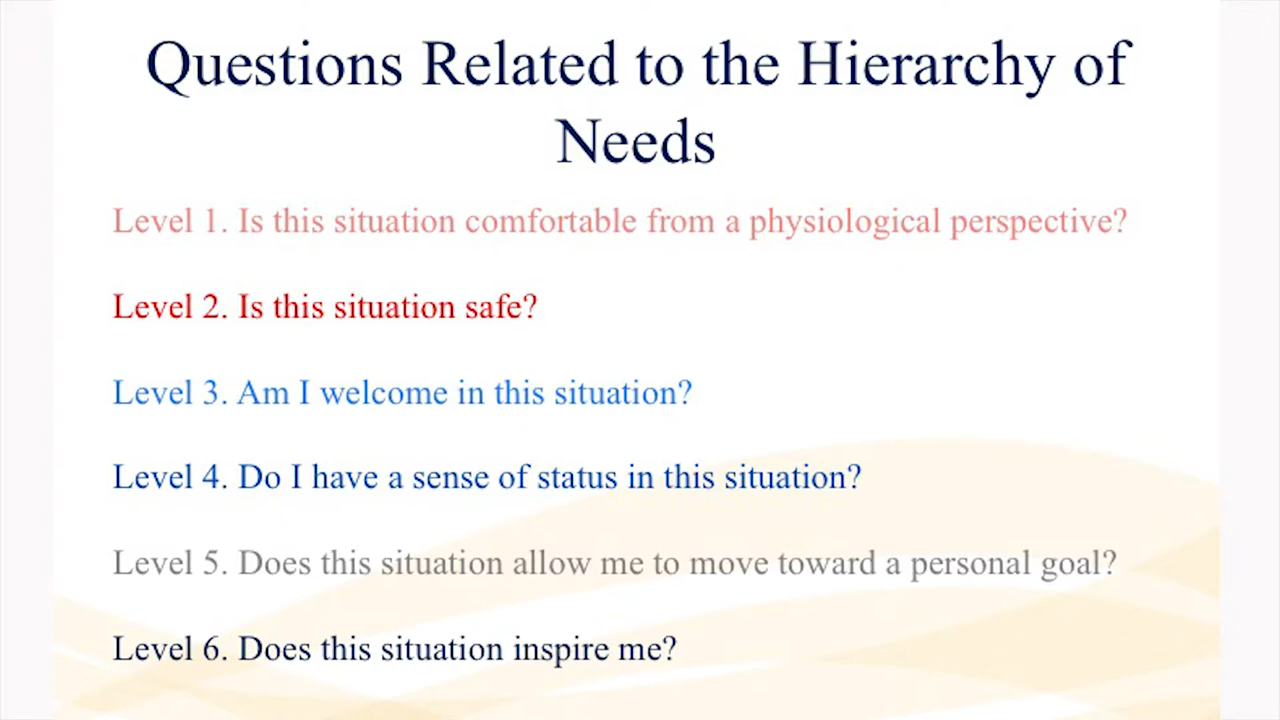 Questions Related to the Hierarchy of
Needs
Level 1. Is this situation comfortable from a physiological perspective?
Level 2. Is this situation safe?
Level 3. Am I welcome in this situation?
Level 4. Do I have a sense of status in this situation?
Level 5. Does this situation allow me to move toward a personal goal?
Level 6. Does this situation inspire me?